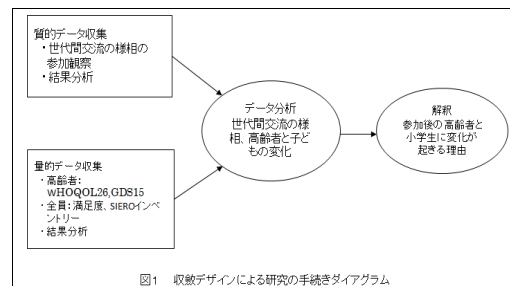 質的データ収集
・世代間交流の様相の
参加観察
・結果分析
量的データ収集
・高齢者：
WHOQOL26,GDS15
・全員：満足度、SIEROインベ
ントリー
・結果分析
データ分析
世代間交流の様
相、高齢者と子ど
もの変化
解釈
参加後の高齢者と
小学生に変化が
起きる理由
図1 収斂デザインによる研究の手続きダイアグラム